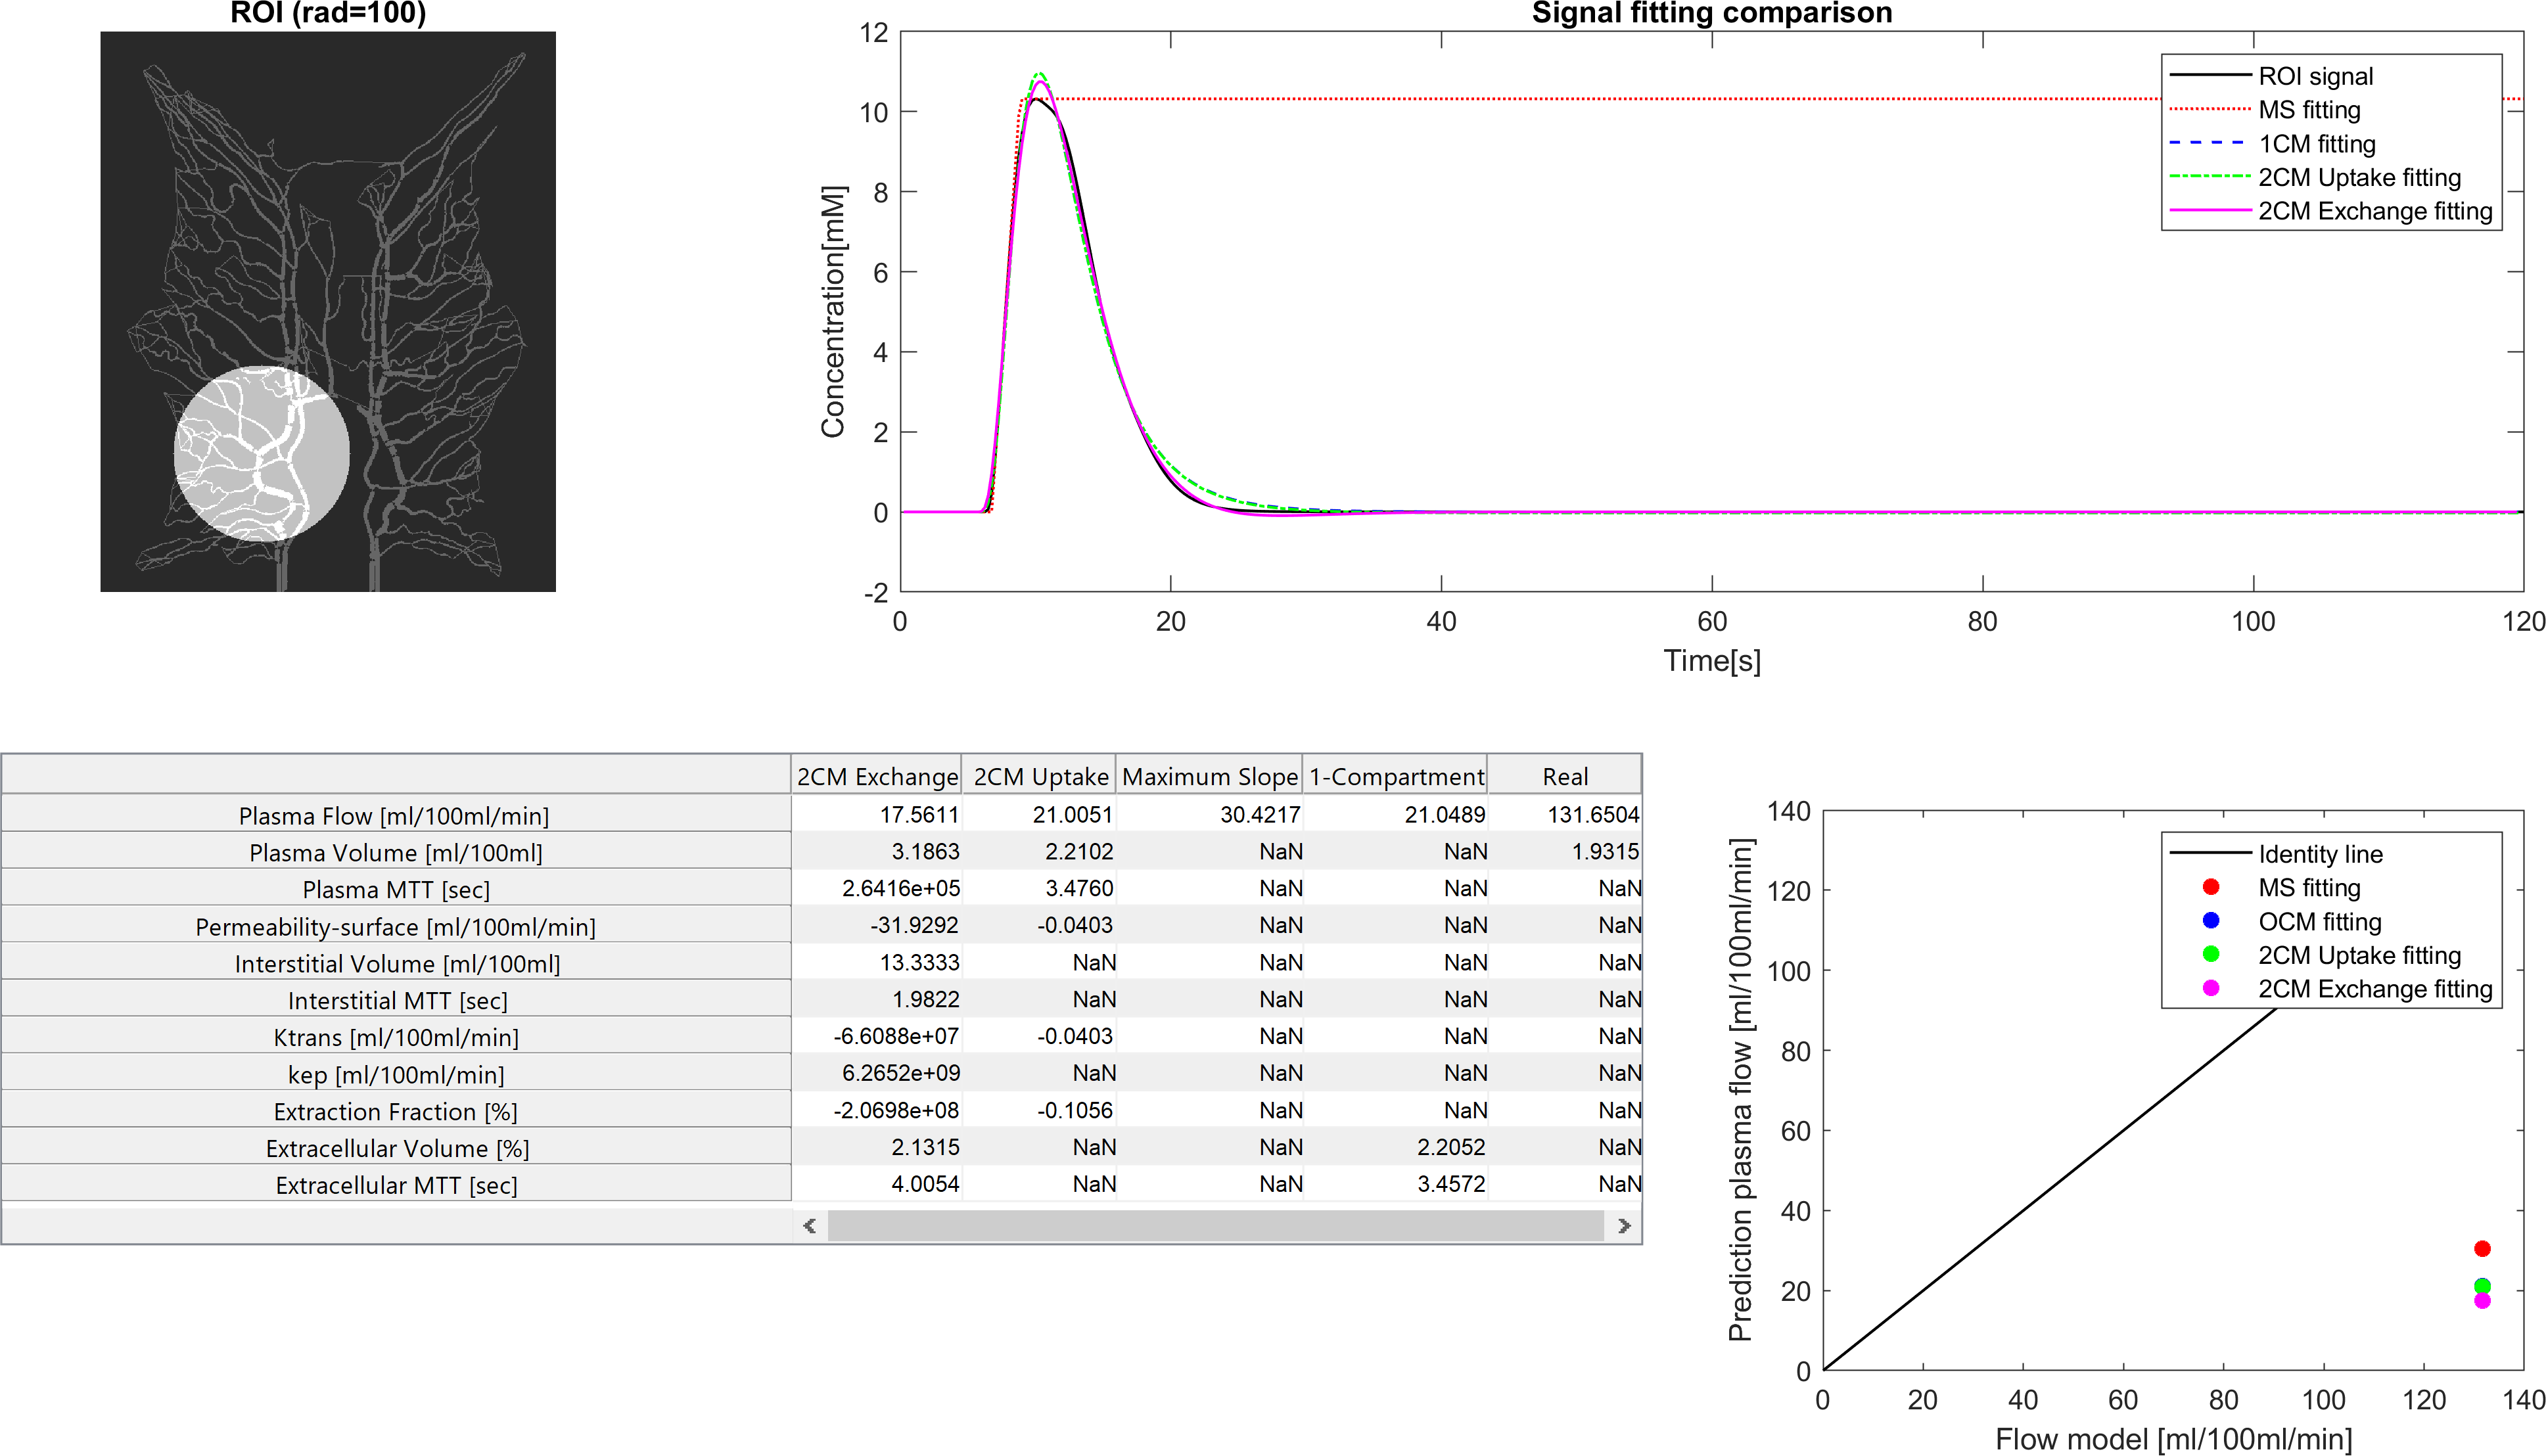 ROI (rad=100)
Signal fitting comparison
12
10
8
6
4
2
0
-2
Concentration[mM]
0 20 40 60 80 100 120
Time[s]
ROI signal
MS fitting
1CM fitting
2CM Uptake fitting
2CM Exchange fitting
2CM Exchange 2CM Uptake Maximum Slope 1-Compartment Real
Plasma Flow [ml/100ml/min] 17.5611 21.0051 30.4217 21.0489 131.6504
Plasma Volume [ml/100ml] 3.1863 2.2102 NaN NaN 1.9315
Plasma MTT [sec] 2.6416e+05 3.4760 NaN NaN NaN
Permeability-surface [ml/100ml/min] -31.9292 -0.0403 NaN NaN NaN
Interstitial Volume [ml/100ml] 13.3333 NaN NaN NaN NaN
Interstitial MTT [sec] 1.9822 NaN NaN NaN NaN
Ktrans [ml/100ml/min] -6.6088e+07 -0.0403 NaN NaN NaN
kep [ml/100ml/min] 6.2652e+09 NaN NaN NaN NaN
Extraction Fraction [%] -2.0698e+08 -0.1056 NaN NaN NaN
Extracellular Volume [%] 2.1315 NaN NaN 2.2052 NaN
Extracellular MTT [sec] 4.0054 NaN NaN 3.4572 NaN
140
120
100
80
60
40
20
0
Prediction plasma flow [ml/100ml/min]
0 20 40 60 80 100 120 140
Flow model [ml/100ml/min]
Identity line
MS fitting
OCM fitting
2CM Uptake fitting
2CM Exchange fitting